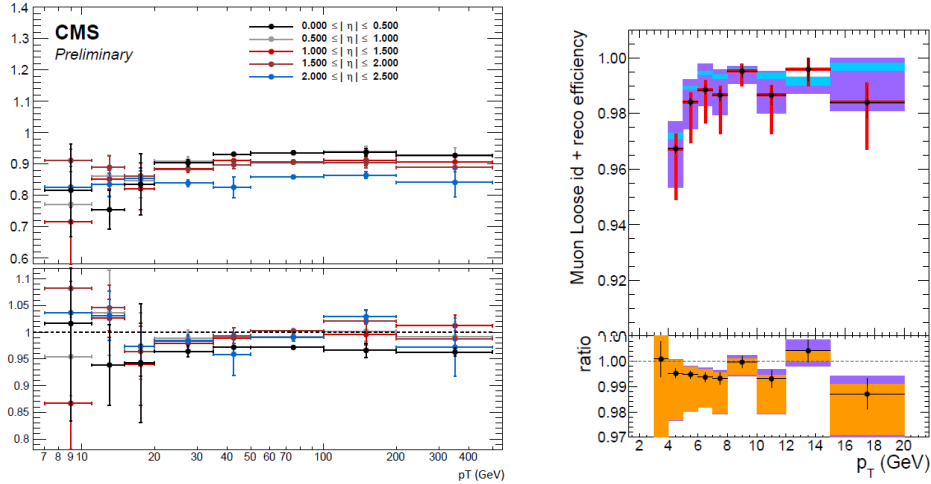 CMS
Preliminary
0.000 ≤ | η | ≤ 0.500
0.500 ≤ | η | ≤ 1.000
1.000 ≤ | η | ≤ 1.500
1.500 ≤ | η | ≤ 2.000
2.000 ≤ | η | ≤ 2.500
1.4
1.3
1.2
1.1
1
0.9
0.8
0.7
0.6
1.1
1.05
1
0.95
0.9
0.85
0.8
7 8 9 10 20 30 40 50 70 100 200 300
pT (GeV)
Muon Loose id + reco efficiency
1.00
0.98
0.96
0.94
0.92
0.90
ratio
1.00
0.99
0.98
0.97
2 4 6 8 10 12 14 16 18 20
p_T (GeV)